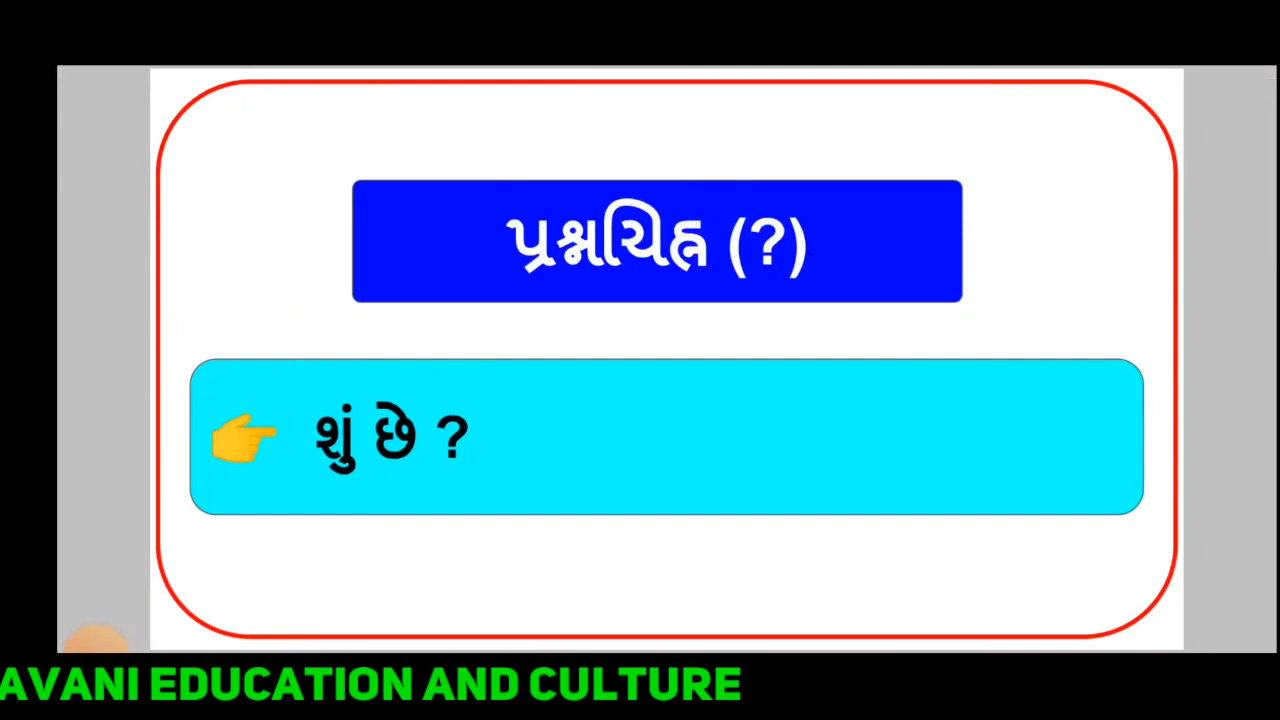 પ્રશ્નચિહ્ન (?)
👉 શું છે ?
AVANI EDUCATION AND CULTURE